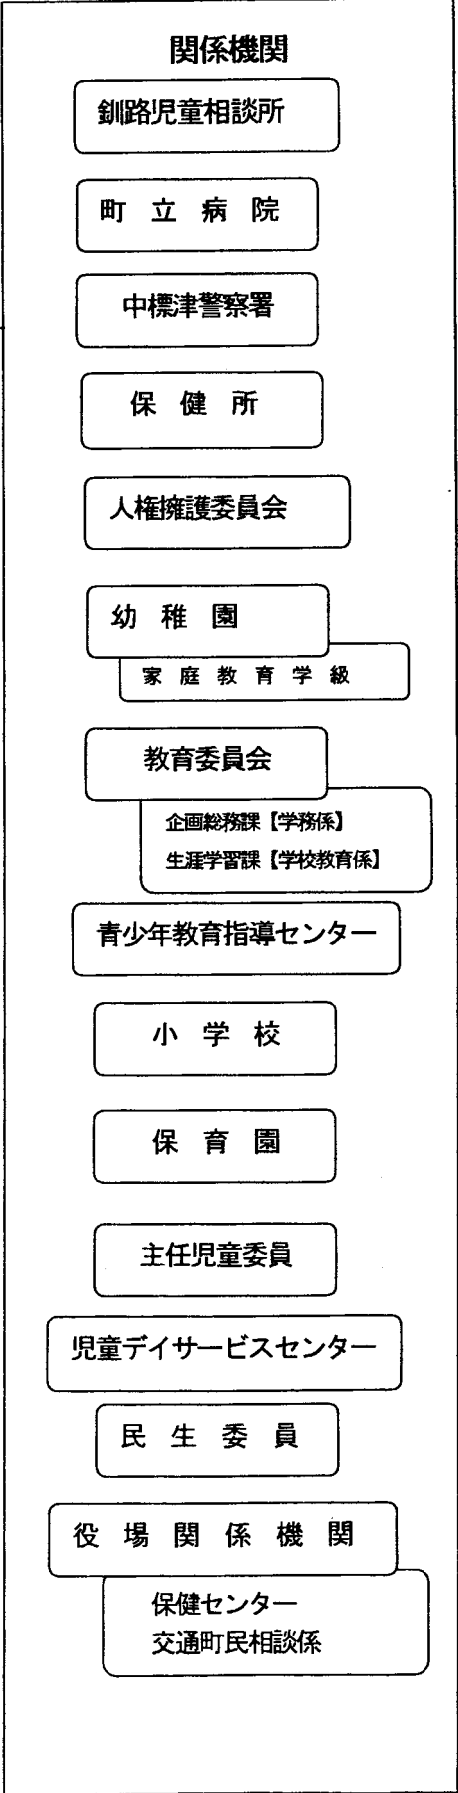 関係機関
釧路児童相談所
町立病院
中標津警察署
保健所
人権擁護委員会
幼稚園
家庭教育学級
教育委員会
企画総務課【学務係】
生涯学習課【学校教育係】
青少年教育指導センター
小学校
保育園
主任児童委員
児童デイサービスセンター
民生委員
役場関係機関
保健センター
交通町民相談係